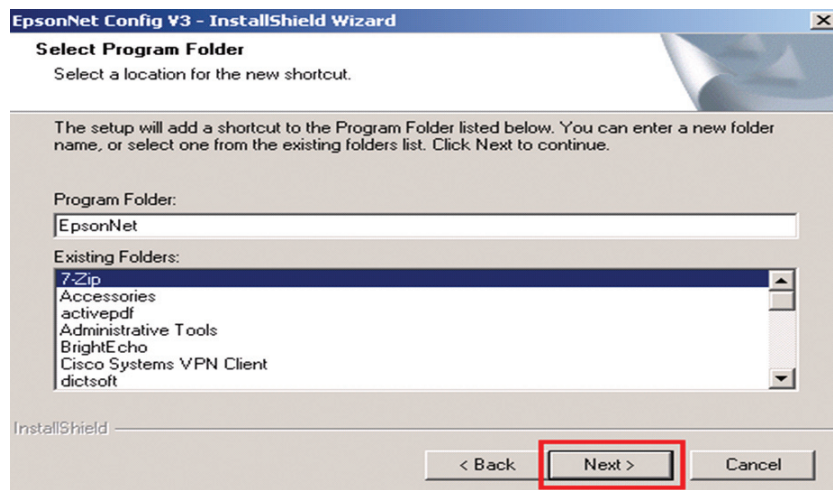 EpsonNet Config V3 - InstallShield Wizard
Select Program Folder
Select a location for the new shortcut.
The setup will add a shortcut to the Program Folder listed below. You can enter a new folder
name, or select one from the existing folders list. Click Next to continue.
Program Folder:
EpsonNet
Existing Folders:
7-Zip
Accessories
activepdf
Administrative Tools
BrightEcho
Cisco Systems VPN Client
dictsoft
InstallShield
< Back Next > Cancel